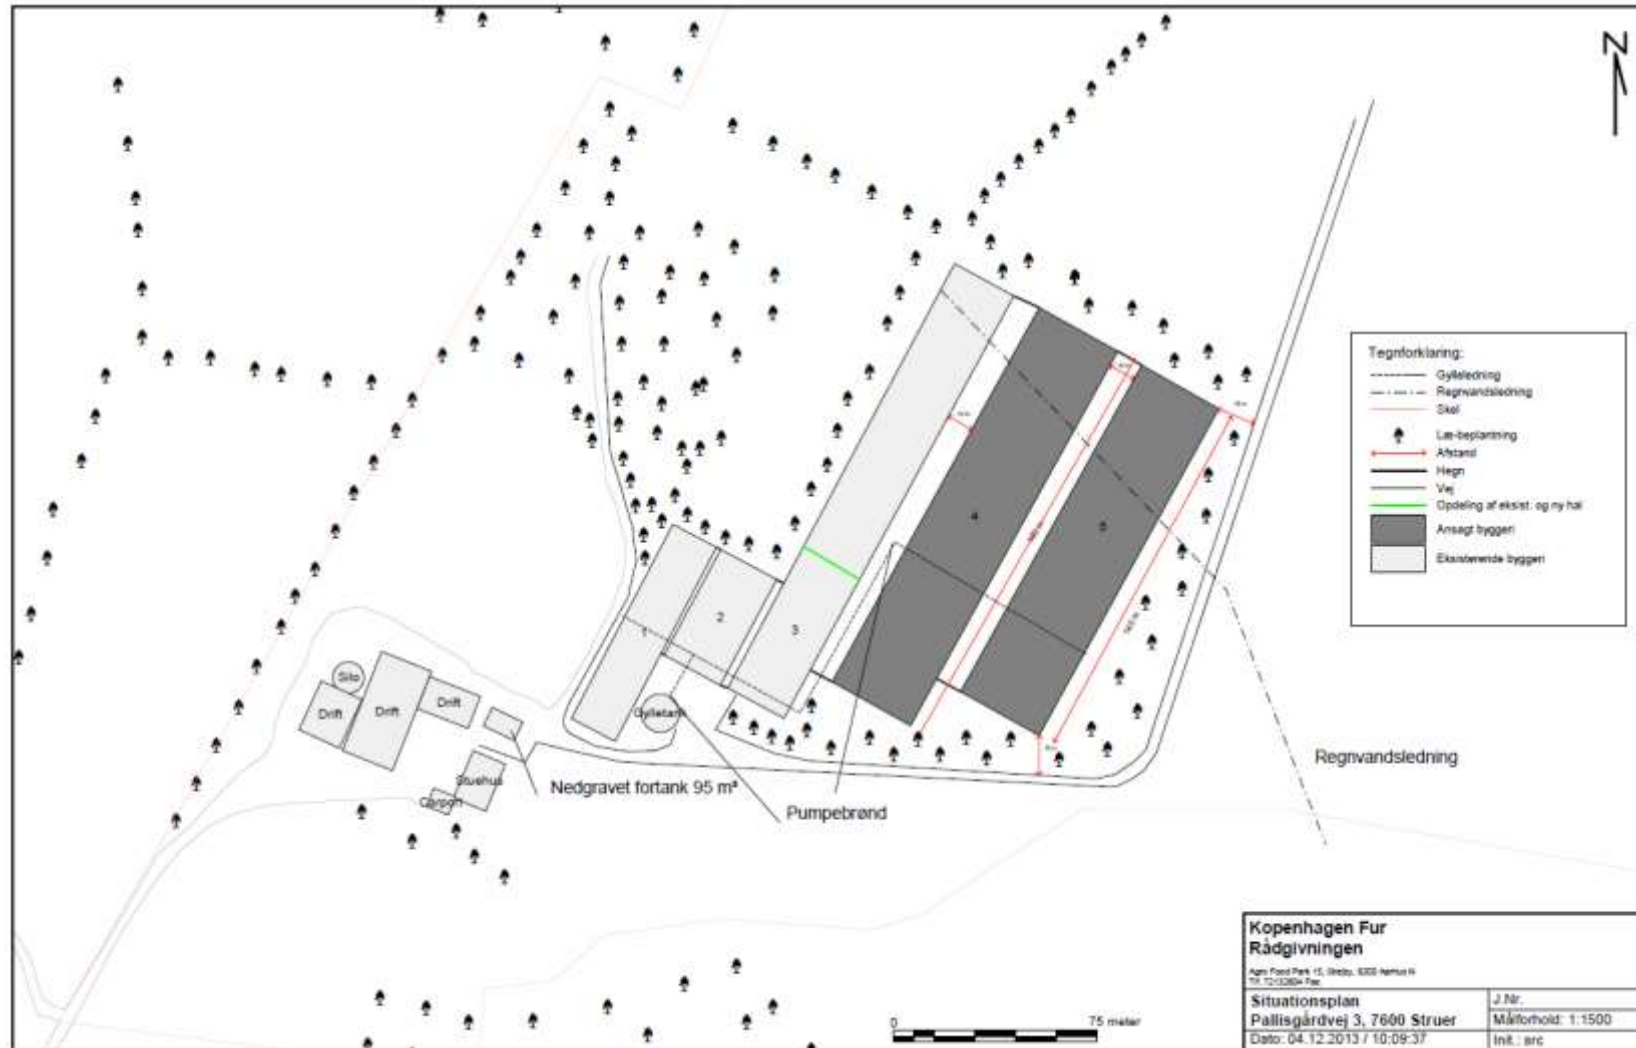 N
Tegnforklaring:
Gylleledning
Regnvandsledning
Skel
Læ-beplantning
Afstand
Hegn
Vej
Opdeling af eksist. og ny hal
Ansøgt byggeri
Eksisterende byggeri
4
5
1
2
3
Silo
Drift
Drift
Drift
Gylletank
Stuehus
Carport
Nedgravet fortank 95 m³
Pumpebrønd
Regnvandsledning
0
75 meter
Kopenhagen Fur
Rådgivningen
Situationsplan
J.Nr.
Pallisgårdvej 3, 7600 Struer
Målforhold: 1:1500
Dato: 04.12.2013 / 10:09:37
Init.: src